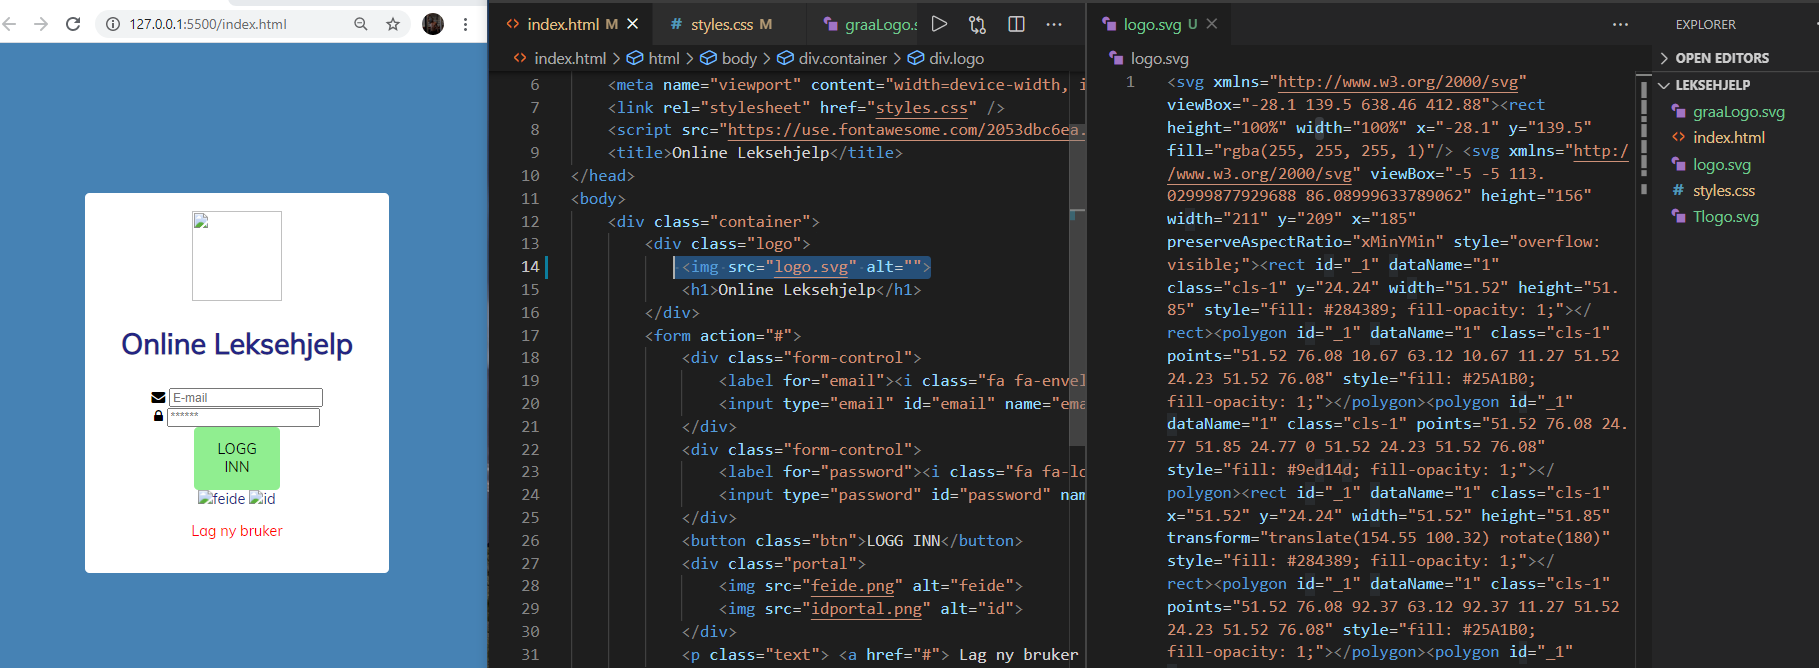 127.0.0.1:5500/index.html
Online Leksehjelp
E-mail
******
LOGG
INN
feide id
Lag ny bruker
index.html M
styles.css M
graaLogo.s
index.html > html > body > div.container > div.logo
6 <meta name="viewport" content="width=device-width, i
7 <link rel="stylesheet" href="styles.css" />
8 <script src="https://use.fontawesome.com/2053dbc6ea.
9 <title>Online Leksehjelp</title>
10 </head>
11 <body>
12 <div class="container">
13 <div class="logo">
14 <img src="logo.svg" alt="">
15 <h1>Online Leksehjelp</h1>
16 </div>
17 <form action="#">
18 <div class="form-control">
19 <label for="email"><i class="fa fa-envel
20 <input type="email" id="email" name="ema
21 </div>
22 <div class="form-control">
23 <label for="password"><i class="fa fa-lo
24 <input type="password" id="password" nam
25 </div>
26 <button class="btn">LOGG INN</button>
27 <div class="portal">
28 <img src="feide.png" alt="feide">
29 <img src="idportal.png" alt="id">
30 </div>
31 <p class="text"> <a href="#"> Lag ny bruker
logo.svg U
logo.svg
1 <svg xmlns="http://www.w3.org/2000/svg"
viewBox="-28.1 139.5 638.46 412.88"><rect
height="100%" width="100%" x="-28.1" y="139.5"
fill="rgba(255, 255, 255, 1)"/> <svg xmlns="http:/
/www.w3.org/2000/svg" viewBox="-5 -5 113.
02999877929688 86.08999633789062" height="156"
width="211" y="209" x="185"
preserveAspectRatio="xMinYMin" style="overflow:
visible;"><rect id="_1" dataName="1"
class="cls-1" y="24.24" width="51.52" height="51.
85" style="fill: #284389; fill-opacity: 1;"></
rect><polygon id="_1" dataName="1" class="cls-1"
points="51.52 76.08 10.67 63.12 10.67 11.27 51.52
24.23 51.52 76.08" style="fill: #25A1B0;
fill-opacity: 1;"></polygon><polygon id="_1"
dataName="1" class="cls-1" points="51.52 76.08 24.
77 51.85 24.77 0 51.52 24.23 51.52 76.08"
style="fill: #9ed14d; fill-opacity: 1;"></
polygon><rect id="_1" dataName="1" class="cls-1"
x="51.52" y="24.24" width="51.52" height="51.85"
transform="translate(154.55 100.32) rotate(180)"
style="fill: #284389; fill-opacity: 1;"></
rect><polygon id="_1" dataName="1" class="cls-1"
points="51.52 76.08 92.37 63.12 92.37 11.27 51.52
24.23 51.52 76.08" style="fill: #25A1B0;
fill-opacity: 1;"></polygon><polygon id="_1"
EXPLORER
OPEN EDITORS
LEKSEHJELP
graaLogo.svg
index.html
logo.svg
styles.css
Tlogo.svg